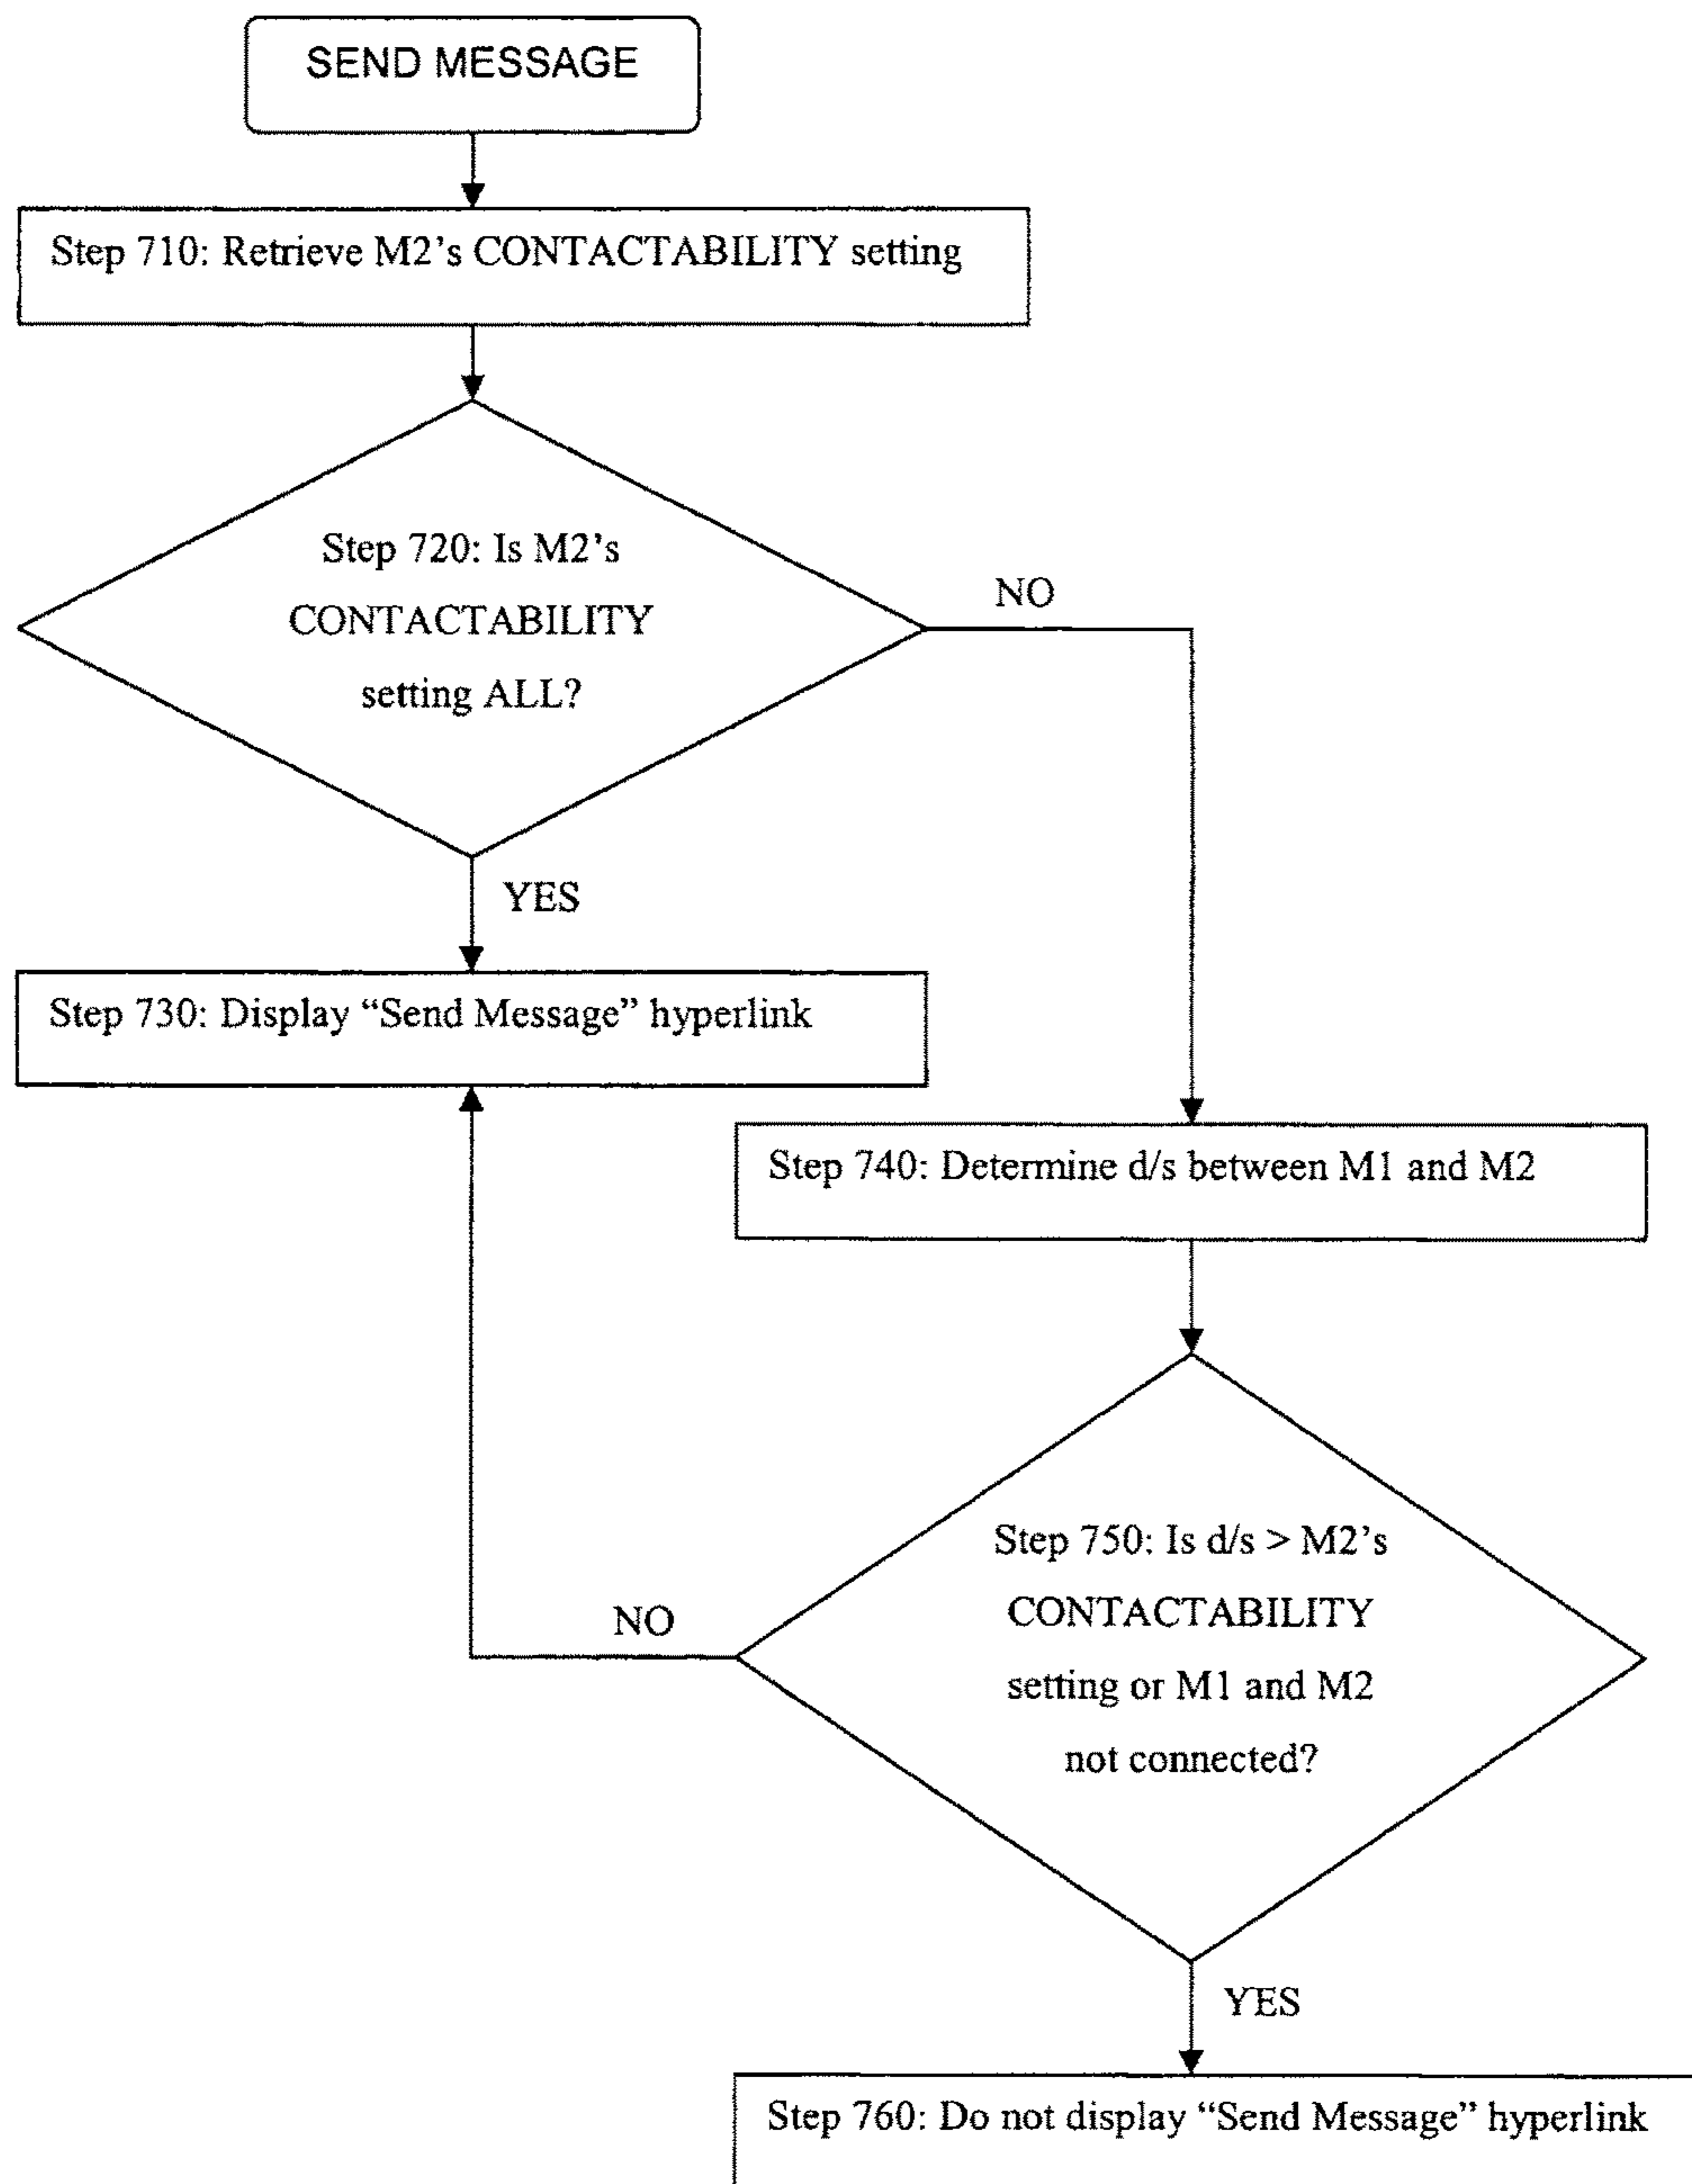 SEND MESSAGE
Step 710: Retrieve M2’s CONTACTABILITY setting
Step 720: Is M2’s
CONTACTABILITY
setting ALL?
NO
YES
Step 730: Display “Send Message” hyperlink
Step 740: Determine d/s between M1 and M2
Step 750: Is d/s > M2’s
CONTACTABILITY
setting or M1 and M2
not connected?
NO
YES
Step 760: Do not display “Send Message” hyperlink